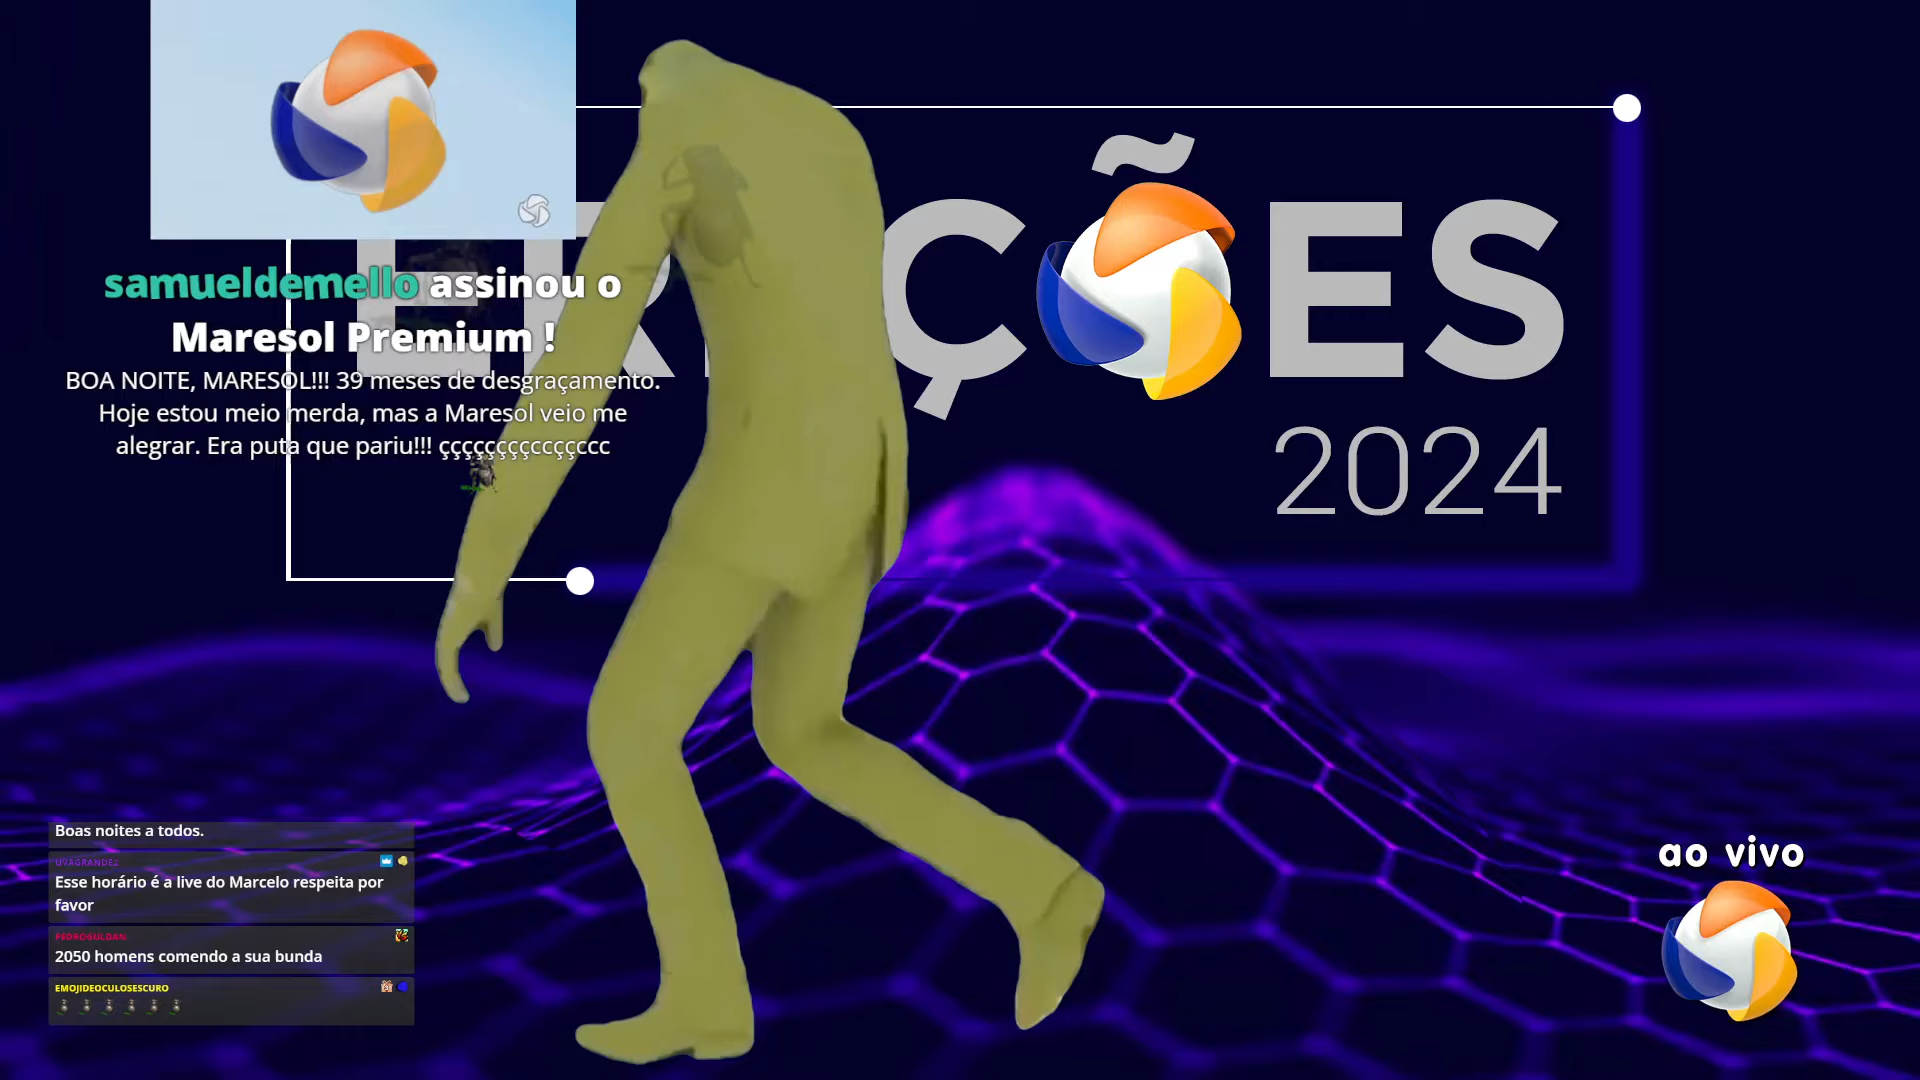 samueldemello assinou o
Maresol Premium !
BOA NOITE, MARESOL!!! 39 meses de desgraçamento.
Hoje estou meio merda, mas a Maresol veio me
alegrar. Era puta que pariu!!! ççççççççccççccc
ÇÕES
2024
Boas noites a todos.
UVAGRANDE2
Esse horário é a live do Marcelo respeita por
favor
PEDROGULDAN
2050 homens comendo a sua bunda
EMOJIDEOCULOSESCURO
ao vivo